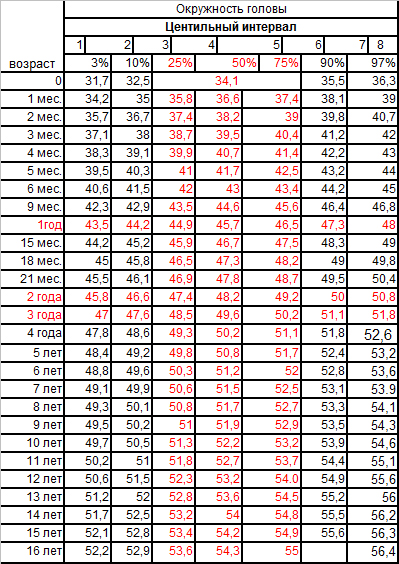 Окружность головы
Центильный интервал
1 2 3 4 5 6 7 8
возраст 3% 10% 25% 50% 75% 90% 97%
0 31,7 32,5 34,1 35,5 36,3
1 мес. 34,2 35 35,8 36,6 37,4 38,1 39
2 мес. 35,7 36,7 37,4 38,2 39 39,8 40,7
3 мес. 37,1 38 38,7 39,5 40,4 41,2 42
4 мес. 38,3 39,1 39,9 40,7 41,4 42,2 43
5 мес. 39,5 40,3 41 41,7 42,5 43,2 44
6 мес. 40,6 41,5 42 43 43,4 44,2 45
9 мес. 42,3 42,9 43,5 44,6 45,6 46,4 46,8
1год 43,5 44,2 44,9 45,7 46,5 47,3 48
15 мес. 44,2 45,2 45,9 46,7 47,5 48,3 49
18 мес. 45 45,8 46,5 47,3 48,2 49 49,8
21 мес. 45,5 46,1 46,9 47,8 48,7 49,5 50,4
2 года 45,8 46,6 47,4 48,2 49,2 50 50,8
3 года 47 47,6 48,5 49,6 50,2 51,1 51,8
4 года 47,8 48,6 49,3 50,2 51,1 51,8 52,6
5 лет 48,4 49,2 49,8 50,8 51,7 52,4 53,2
6 лет 48,8 49,6 50,3 51,2 52 52,8 53,6
7 лет 49,1 49,9 50,6 51,5 52,5 53,1 53.9
8 лет 49,3 50,1 50,8 51,7 52,7 53,3 54,1
9 лет 49,5 50,2 51 51,9 52,9 53,5 54,3
10 лет 49,7 50,5 51,3 52,2 53,2 53,9 54,6
11 лет 50,2 51 51,8 52,7 53,7 54,4 55,1
12 лет 50,6 51,5 52,3 53,2 54,0 54,9 55,6
13 лет 51,2 52 52,8 53,6 54,5 55,2 56
14 лет 51,7 52,5 53,2 54 54,8 55,5 56,2
15 лет 52,1 52,8 53,4 54,2 54,9 55,6 56,3
16 лет 52,2 52,9 53,6 54,3 55 56,4